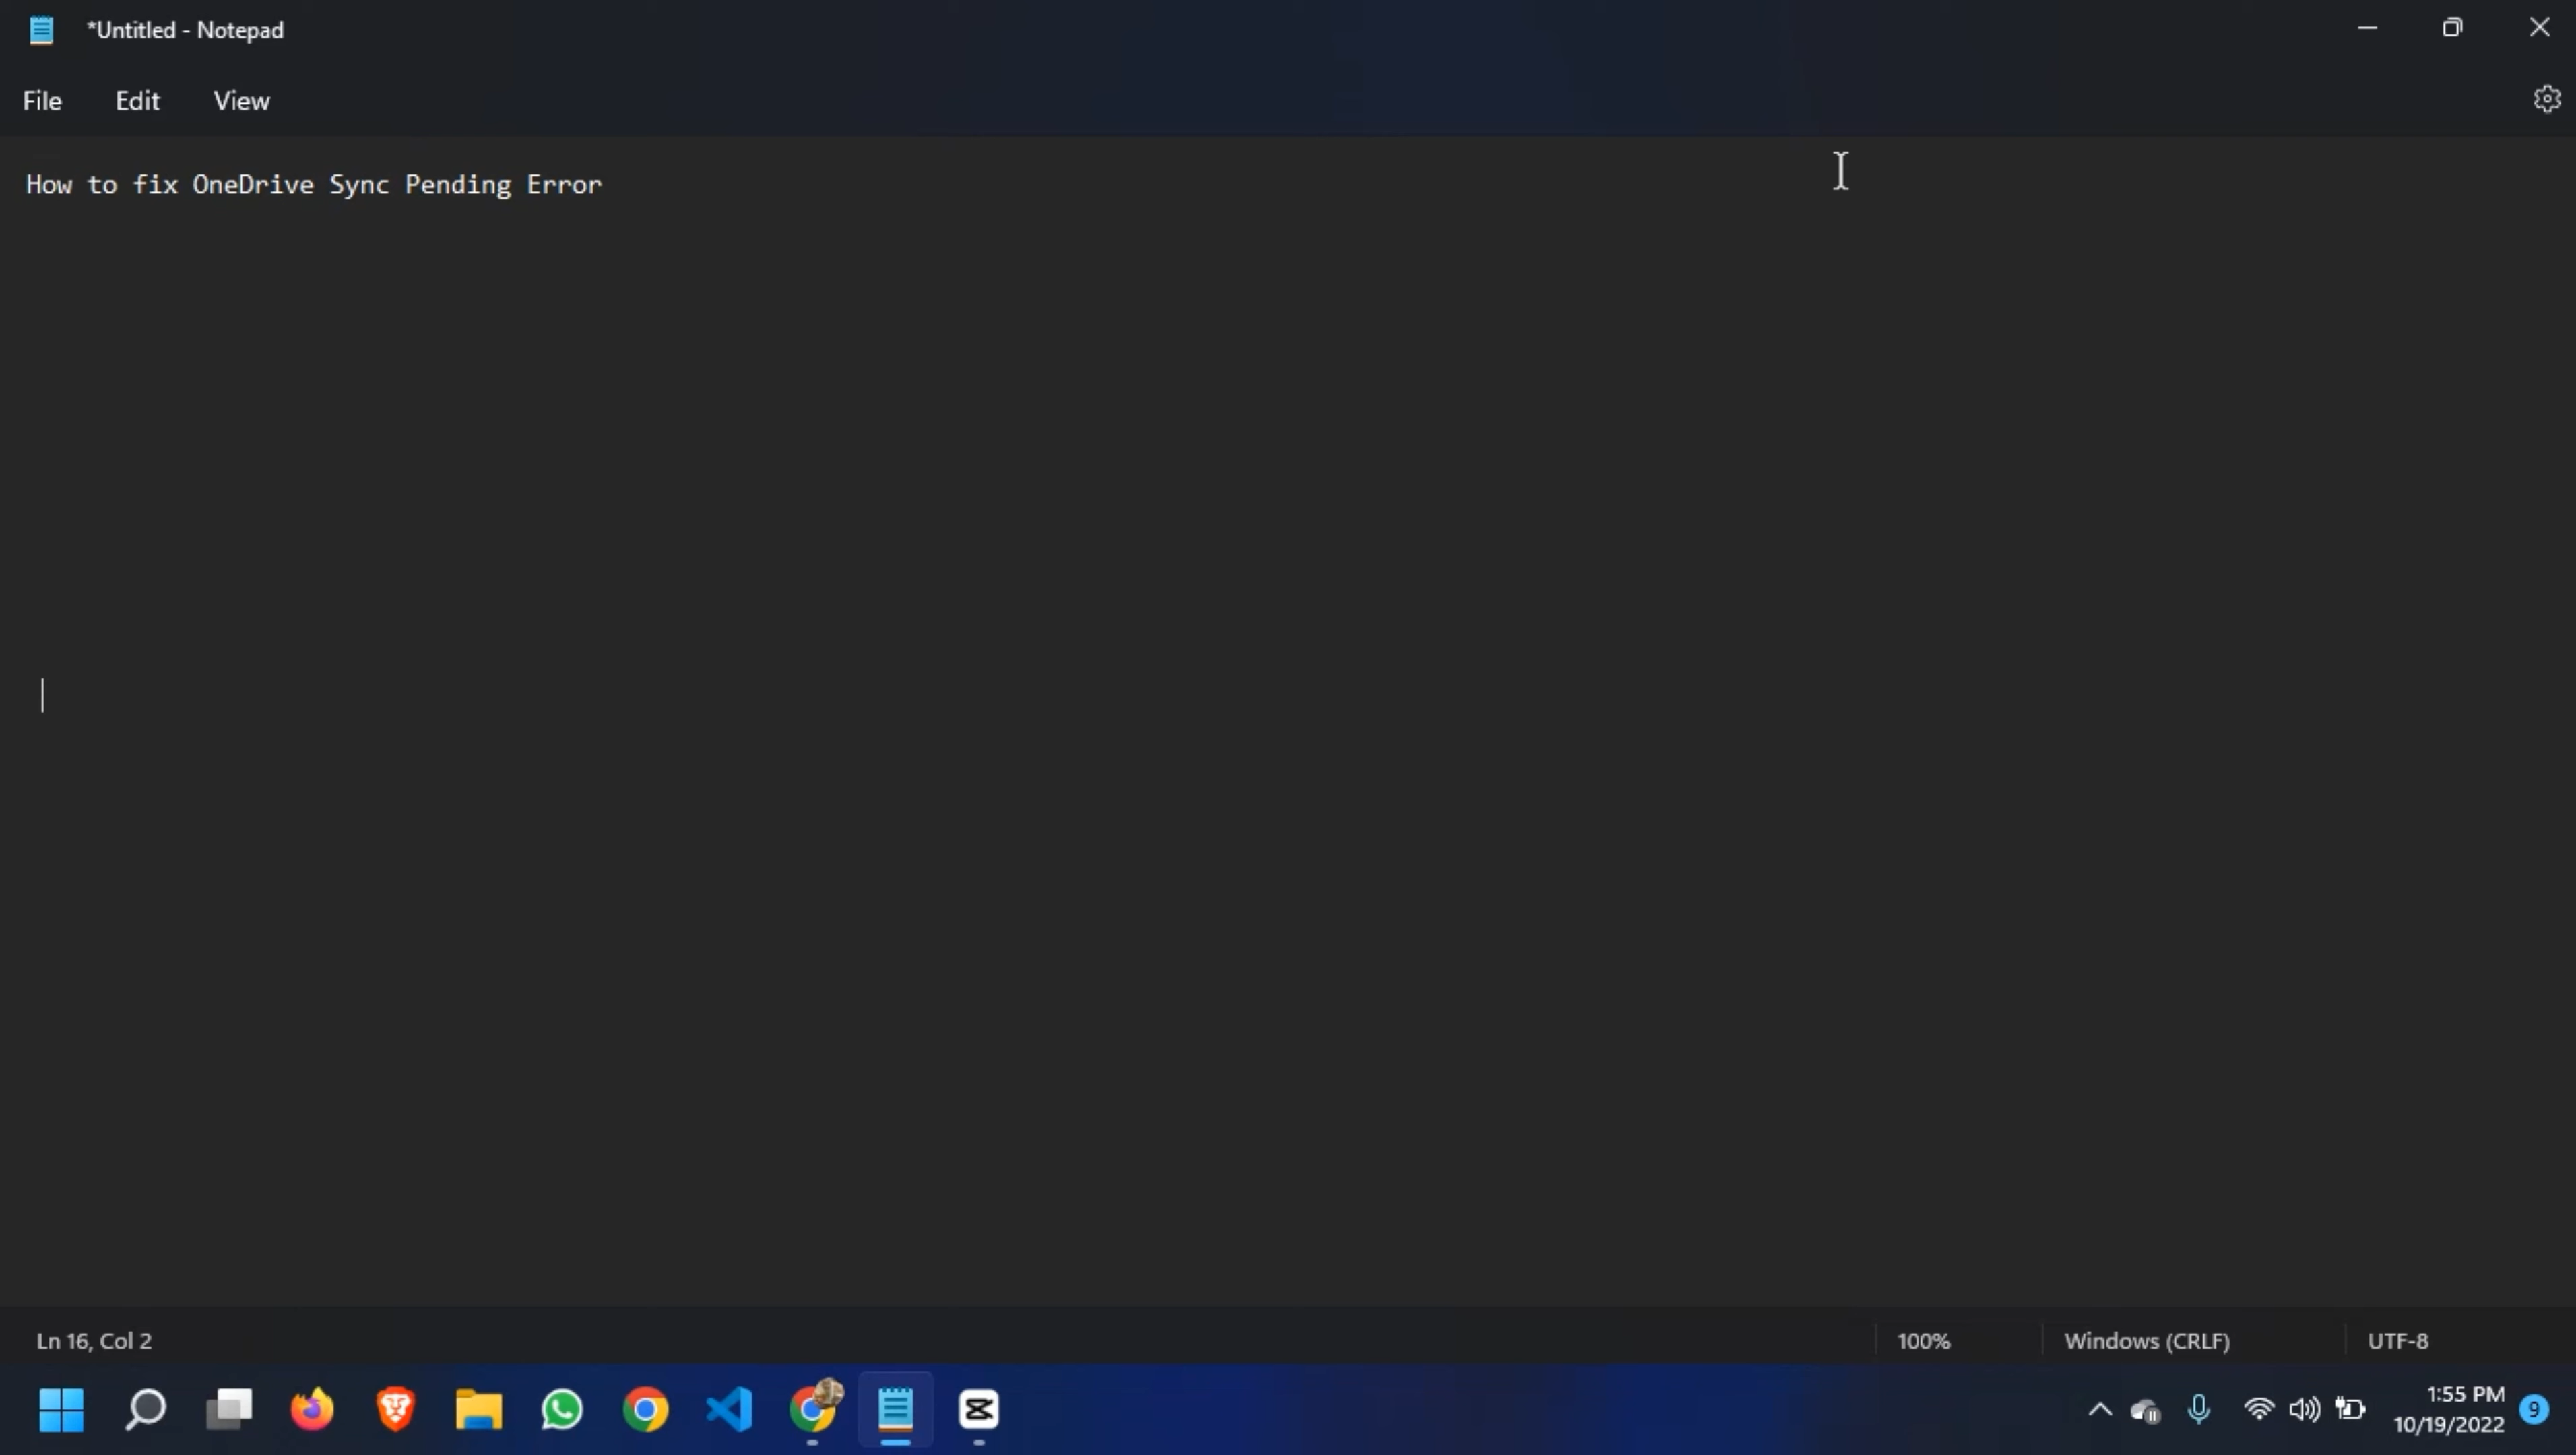 *Untitled - Notepad
File Edit View
How to fix OneDrive Sync Pending Error
Ln 16, Col 2 100% Windows (CRLF) UTF-8
1:55 PM
10/19/2022 9